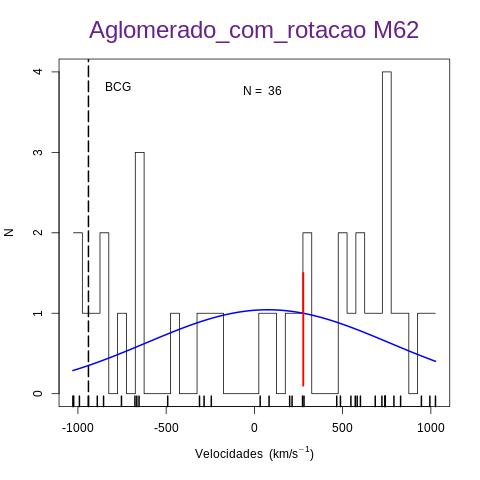 Aglomerado_com_rotacao M62
BCG
N = 36
4
3
2
1
0
N
-1000 -500 0 500 1000
Velocidades (km/s⁻¹)